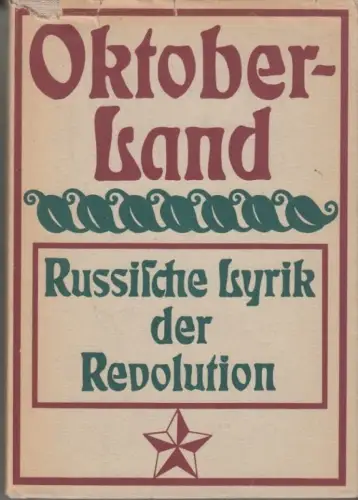 Oktober-
Land
Russiſche Lyrik
der
Revolution